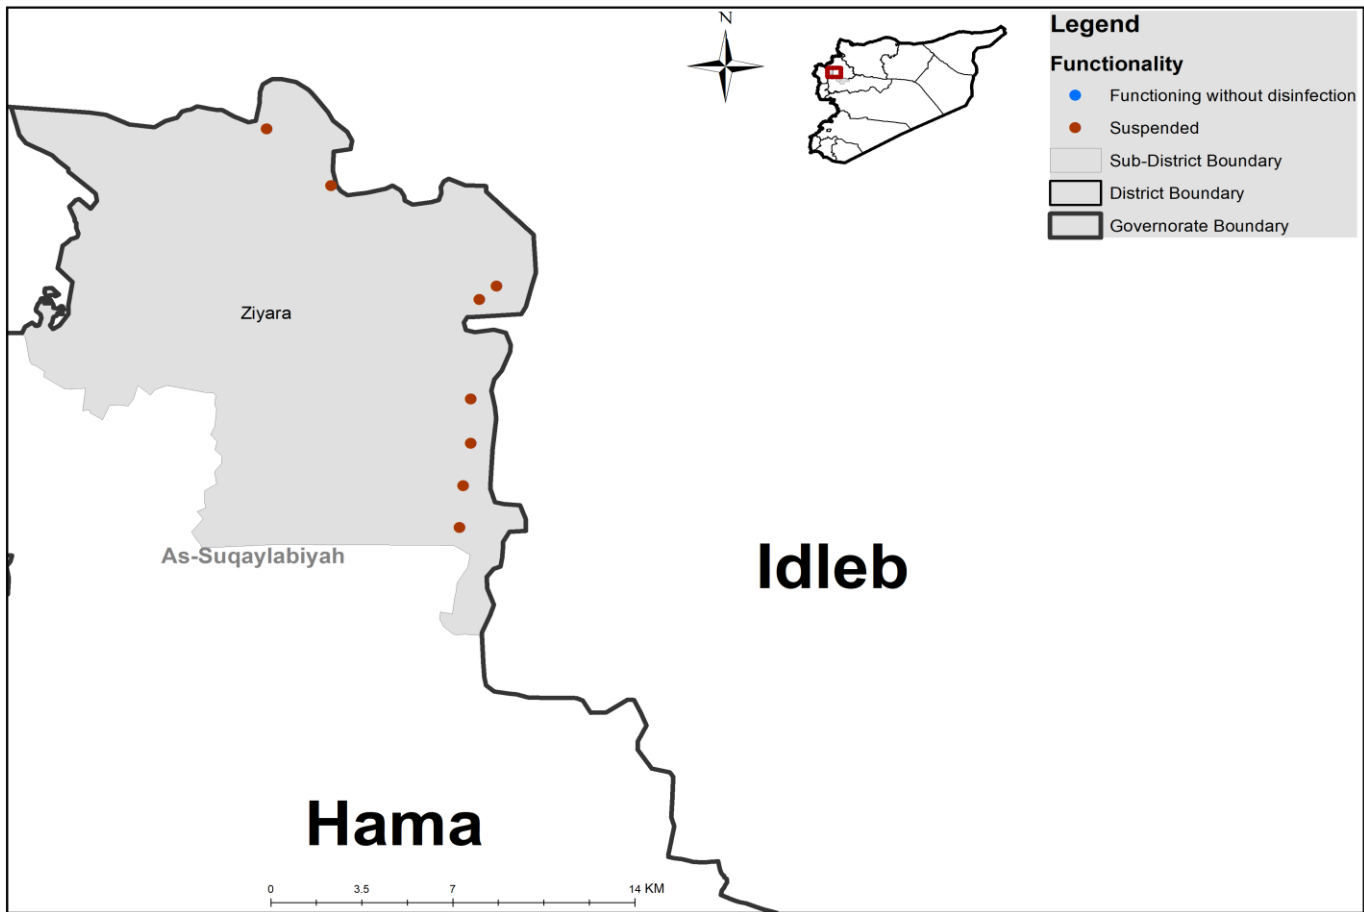 N
Legend
Functionality
Functioning without disinfection
Suspended
Sub-District Boundary
District Boundary
Governorate Boundary
Ziyara
As-Suqaylabiyah
Idleb
Hama
0 3.5 7 14 KM